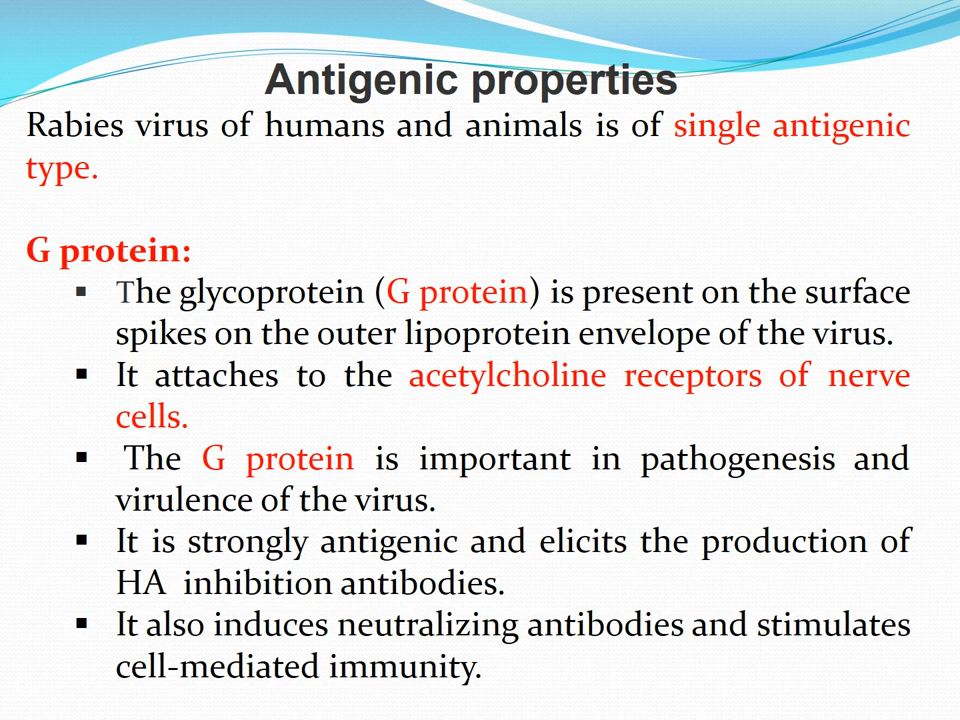 Antigenic properties
Rabies virus of humans and animals is of single antigenic
type.
G protein:
▪ The glycoprotein (G protein) is present on the surface
spikes on the outer lipoprotein envelope of the virus.
▪ It attaches to the acetylcholine receptors of nerve
cells.
▪ The G protein is important in pathogenesis and
virulence of the virus.
▪ It is strongly antigenic and elicits the production of
HA inhibition antibodies.
▪ It also induces neutralizing antibodies and stimulates
cell-mediated immunity.